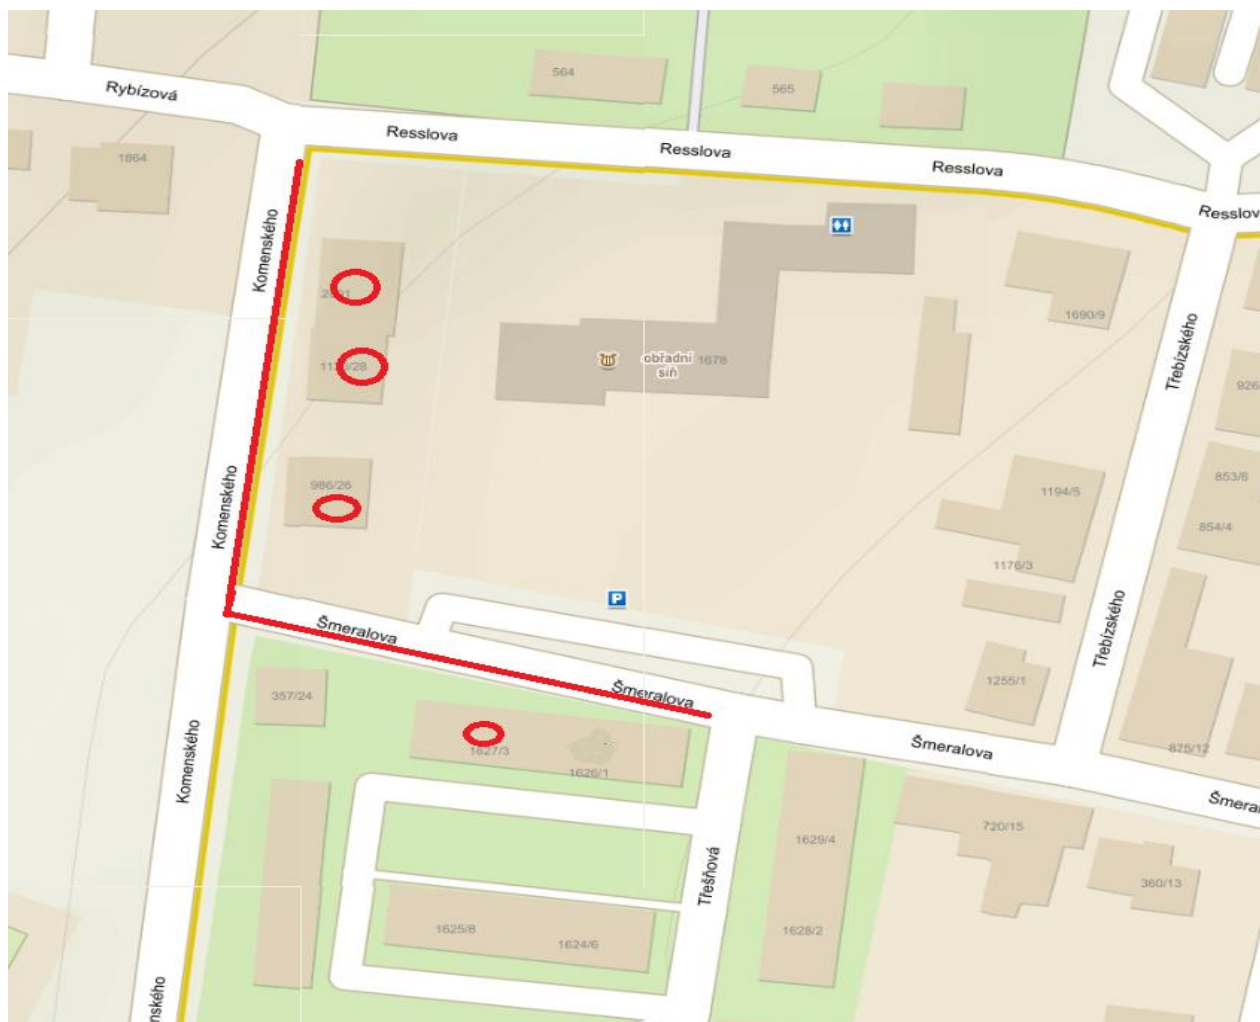 564
565
Rybízová
Resslova
Resslova
Resslova
Resslov
1864
Komenského
1690/9
obřadní
síň
1678
Třebízského
926
Komenského
986/26
1194/5
853/6
854/4
1176/3
P
Třebízského
Šmeralova
357/24
Šmeralova
1255/1
Komenského
1627/3
1626/1
Šmeralova
875/12
Šmeral
1629/4
720/15
360/13
Třešňová
1625/8
1624/6
1628/2
nského